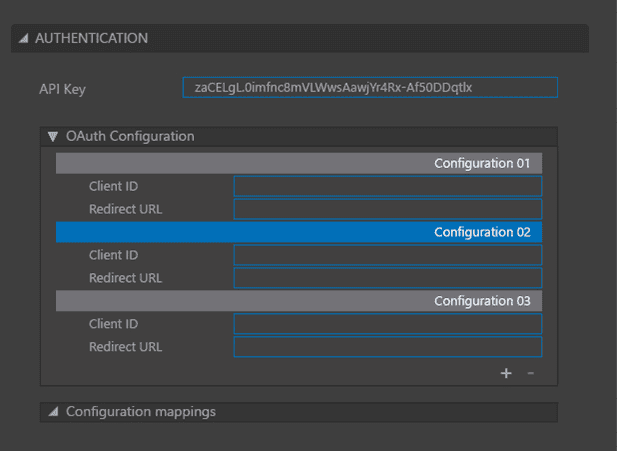 AUTHENTICATION
API Key zaCELgL.0imfnc8mVLWwsAawjYr4Rx-Af50DDqtlx
OAuth Configuration
Configuration 01
Client ID
Redirect URL
Configuration 02
Client ID
Redirect URL
Configuration 03
Client ID
Redirect URL
+ -
Configuration mappings